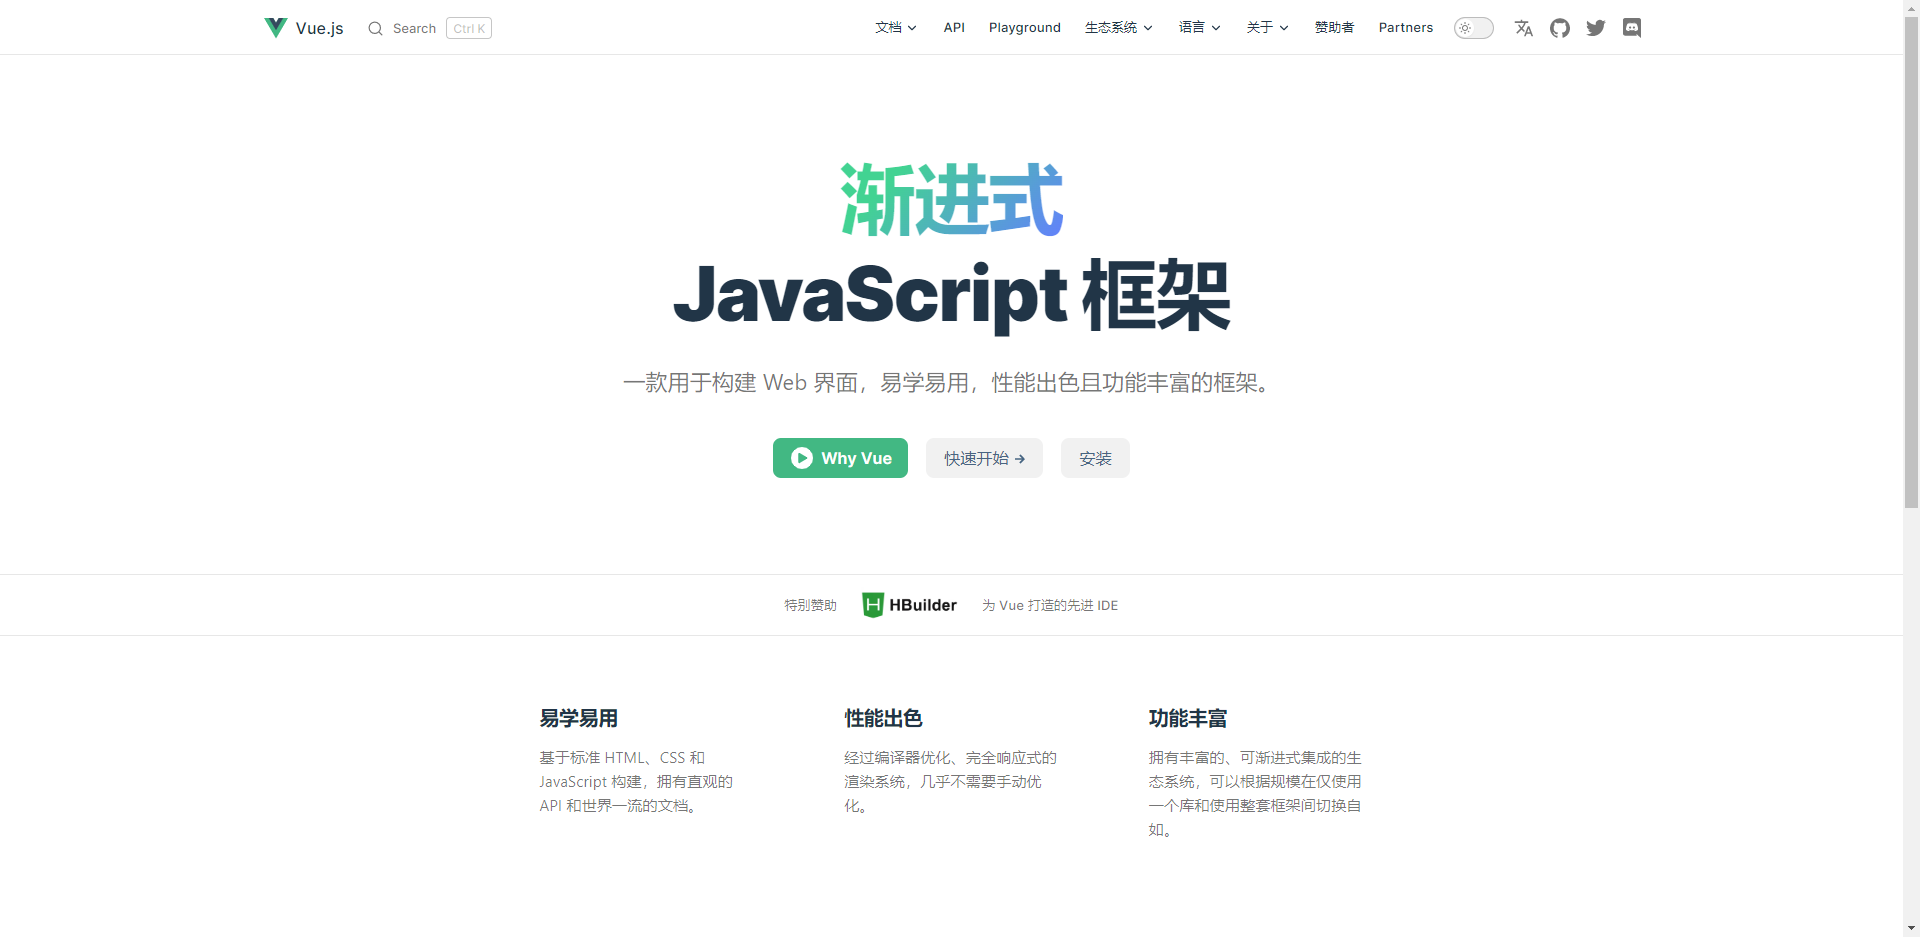 Vue.js Search Ctrl K 文档 API Playground 生态系统 语言 关于 赞助者 Partners
渐进式
JavaScript 框架
一款用于构建 Web 界面，易学易用，性能出色且功能丰富的框架。
Why Vue 快速开始 → 安装
特别赞助 HBuilder 为 Vue 打造的先进 IDE
易学易用
基于标准 HTML、CSS 和
JavaScript 构建，拥有直观的
API 和世界一流的文档。
性能出色
经过编译器优化、完全响应式的
渲染系统，几乎不需要手动优
化。
功能丰富
拥有丰富的、可渐进式集成的生
态系统，可以根据规模在仅使用
一个库和使用整套框架间切换自
如。